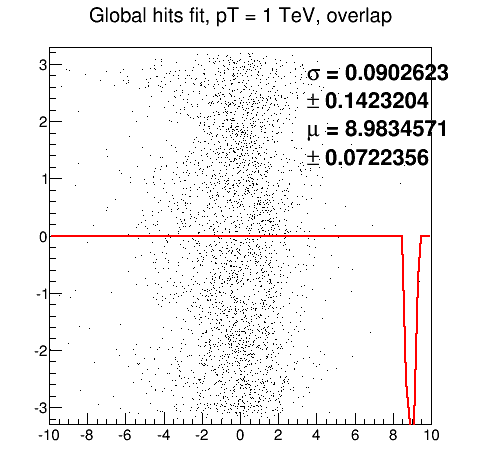 Global hits fit, pT = 1 TeV, overlap
σ = 0.0902623
± 0.1423204
μ = 8.9834571
± 0.0722356
3
2
1
0
-1
-2
-3
-10 -8 -6 -4 -2 0 2 4 6 8 10